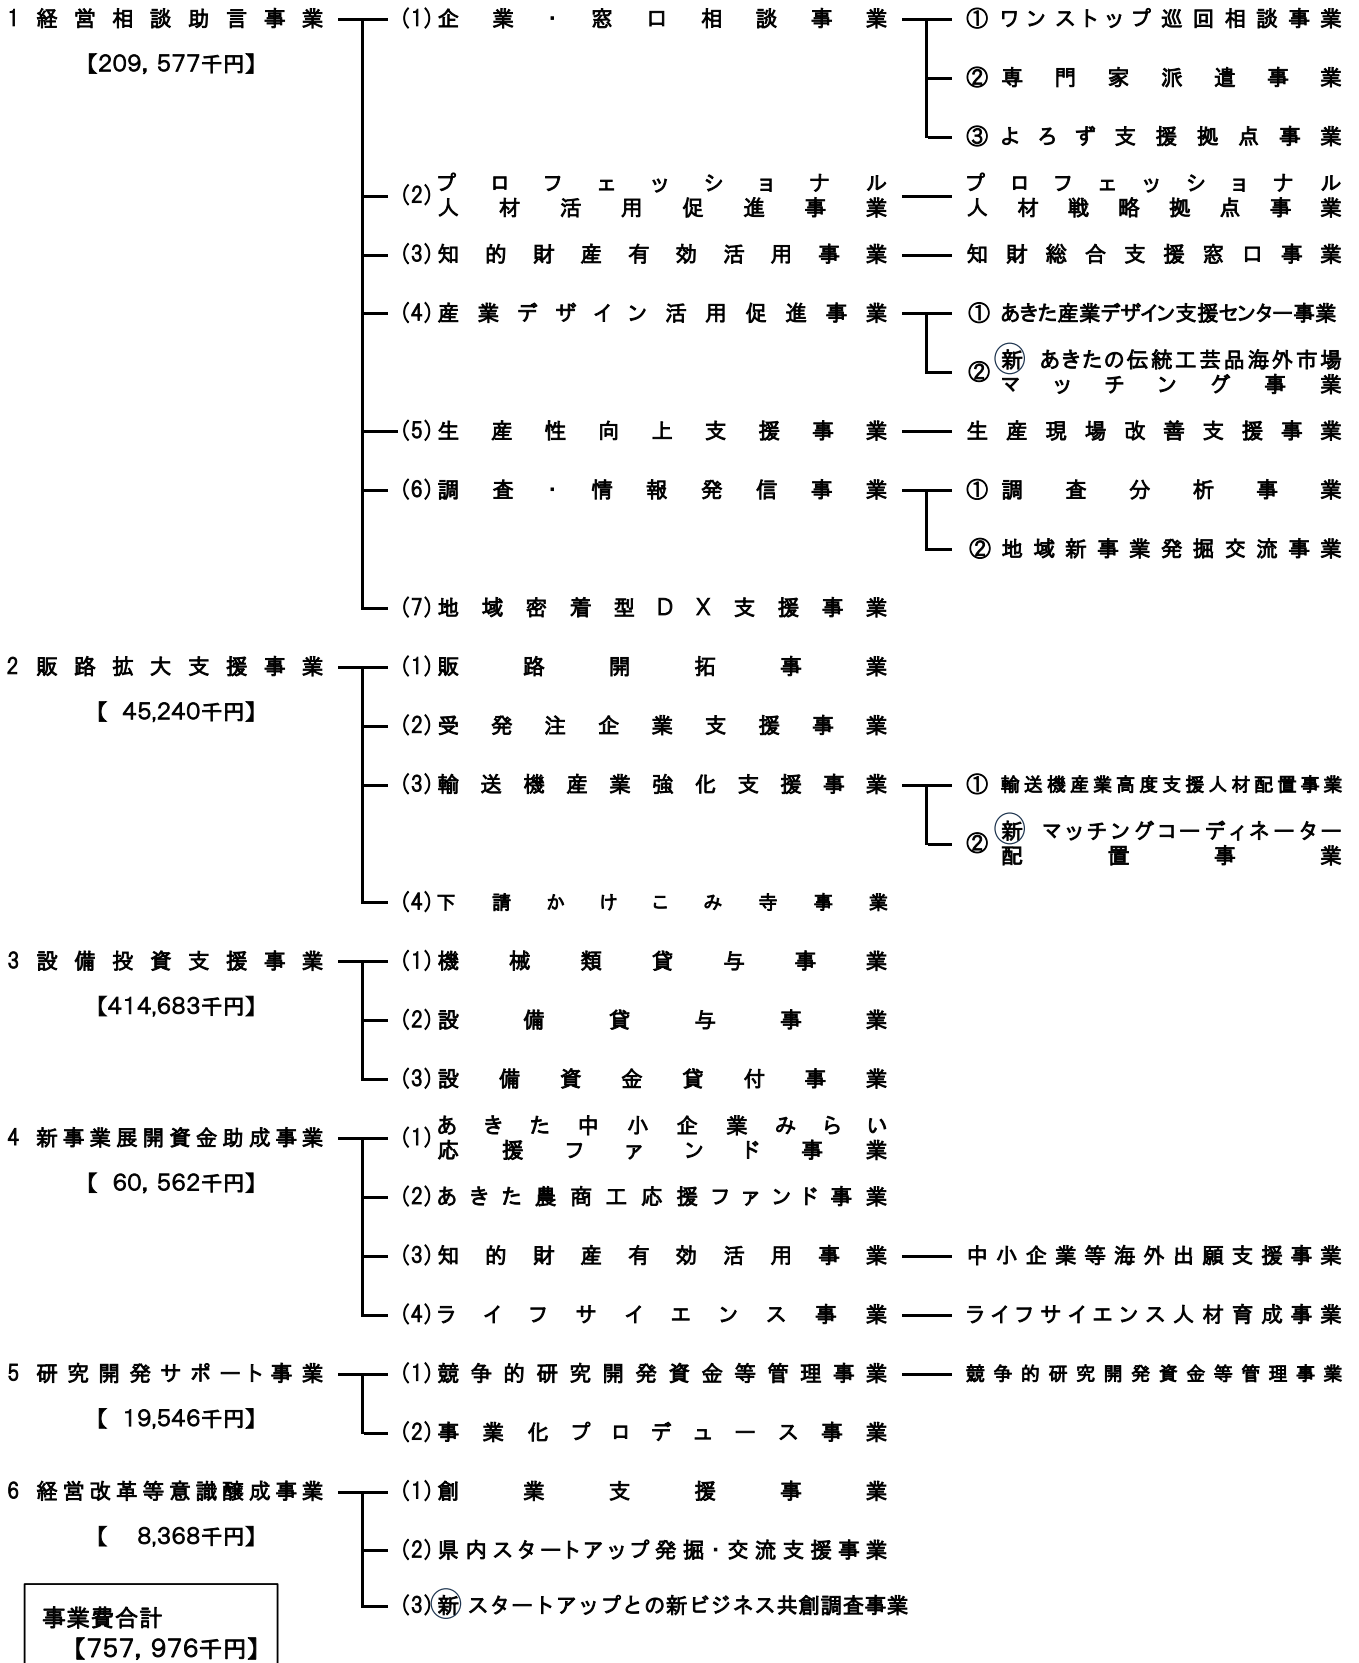 1 経営相談助言事業 (1)企業・窓口相談事業 ① ワンストップ巡回相談事業
【209,577千円】
② 専門家派遣事業
③ よろず支援拠点事業
(2)プロフェッショナル人材活用促進事業 プロフェッショナル人材戦略拠点事業
(3)知的財産有効活用事業 知財総合支援窓口事業
(4)産業デザイン活用促進事業 ① あきた産業デザイン支援センター事業
② 新 あきたの伝統工芸品海外市場
マッチング事業
(5)生産性向上支援事業 生産現場改善支援事業
(6)調査・情報発信事業 ① 調査分析事業
② 地域新事業発掘交流事業
(7)地域密着型DX支援事業
2 販路拡大支援事業 (1)販路開拓事業
【 45,240千円】
(2)受発注企業支援事業
(3)輸送機産業強化支援事業 ① 輸送機産業高度支援人材配置事業
② 新 マッチングコーディネーター
配置事業
(4)下請かけこみ寺事業
3 設備投資支援事業 (1)機械類貸与事業
【414,683千円】
(2)設備貸与事業
(3)設備資金貸付事業
4 新事業展開資金助成事業 (1)あきた中小企業みらい
応援ファンド事業
【 60,562千円】
(2)あきた農商工応援ファンド事業
(3)知的財産有効活用事業 中小企業等海外出願支援事業
(4)ライフサイエンス事業 ライフサイエンス人材育成事業
5 研究開発サポート事業 (1)競争的研究開発資金等管理事業 競争的研究開発資金等管理事業
【 19,546千円】
(2)事業化プロデュース事業
6 経営改革等意識醸成事業 (1)創業支援事業
【 8,368千円】
(2)県内スタートアップ発掘・交流支援事業
(3)新 スタートアップとの新ビジネス共創調査事業
事業費合計
【757,976千円】